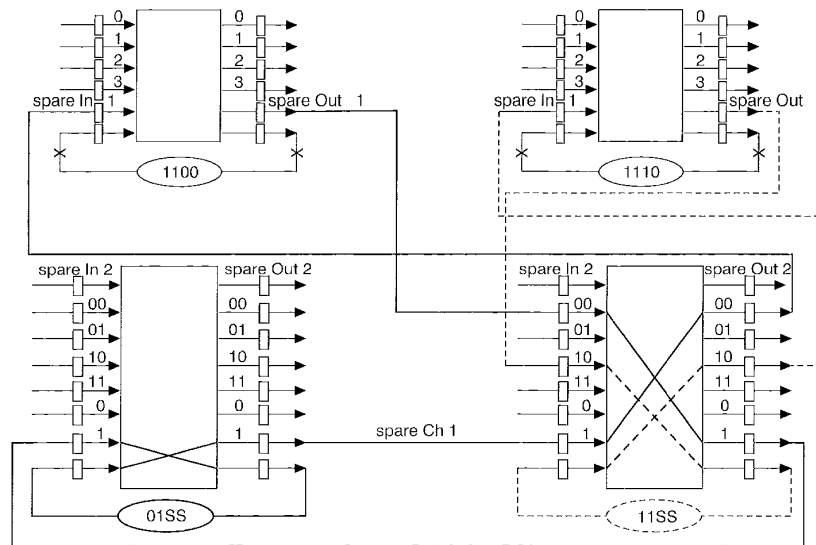 0 0 0 0
1 1 1 1
2 2 2 2
3 3 3 3
spare In 1 spare Out 1 spare In 1 spare Out
1100 1110
spare In 2 spare Out 2 spare In 2 spare Out 2
00 00 00 00
01 01 01 01
10 10 10 10
11 11 11 11
0 0 0 0
1 1 spare Ch 1 1 1
01SS 11SS